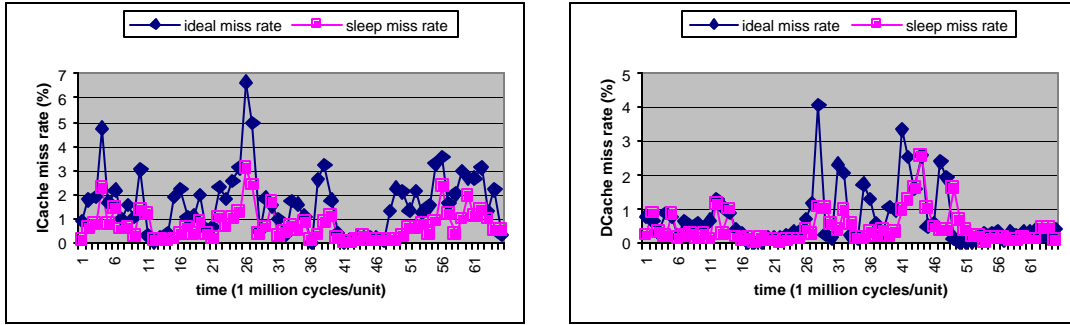 ideal miss rate sleep miss rate
ICache miss rate (%)
7
6
5
4
3
2
1
0
1 6 11 16 21 26 31 36 41 46 51 56 61
time (1 million cycles/unit)
ideal miss rate sleep miss rate
DCache miss rate (%)
5
4
3
2
1
0
1 6 11 16 21 26 31 36 41 46 51 56 61
time (1 million cycles/unit)